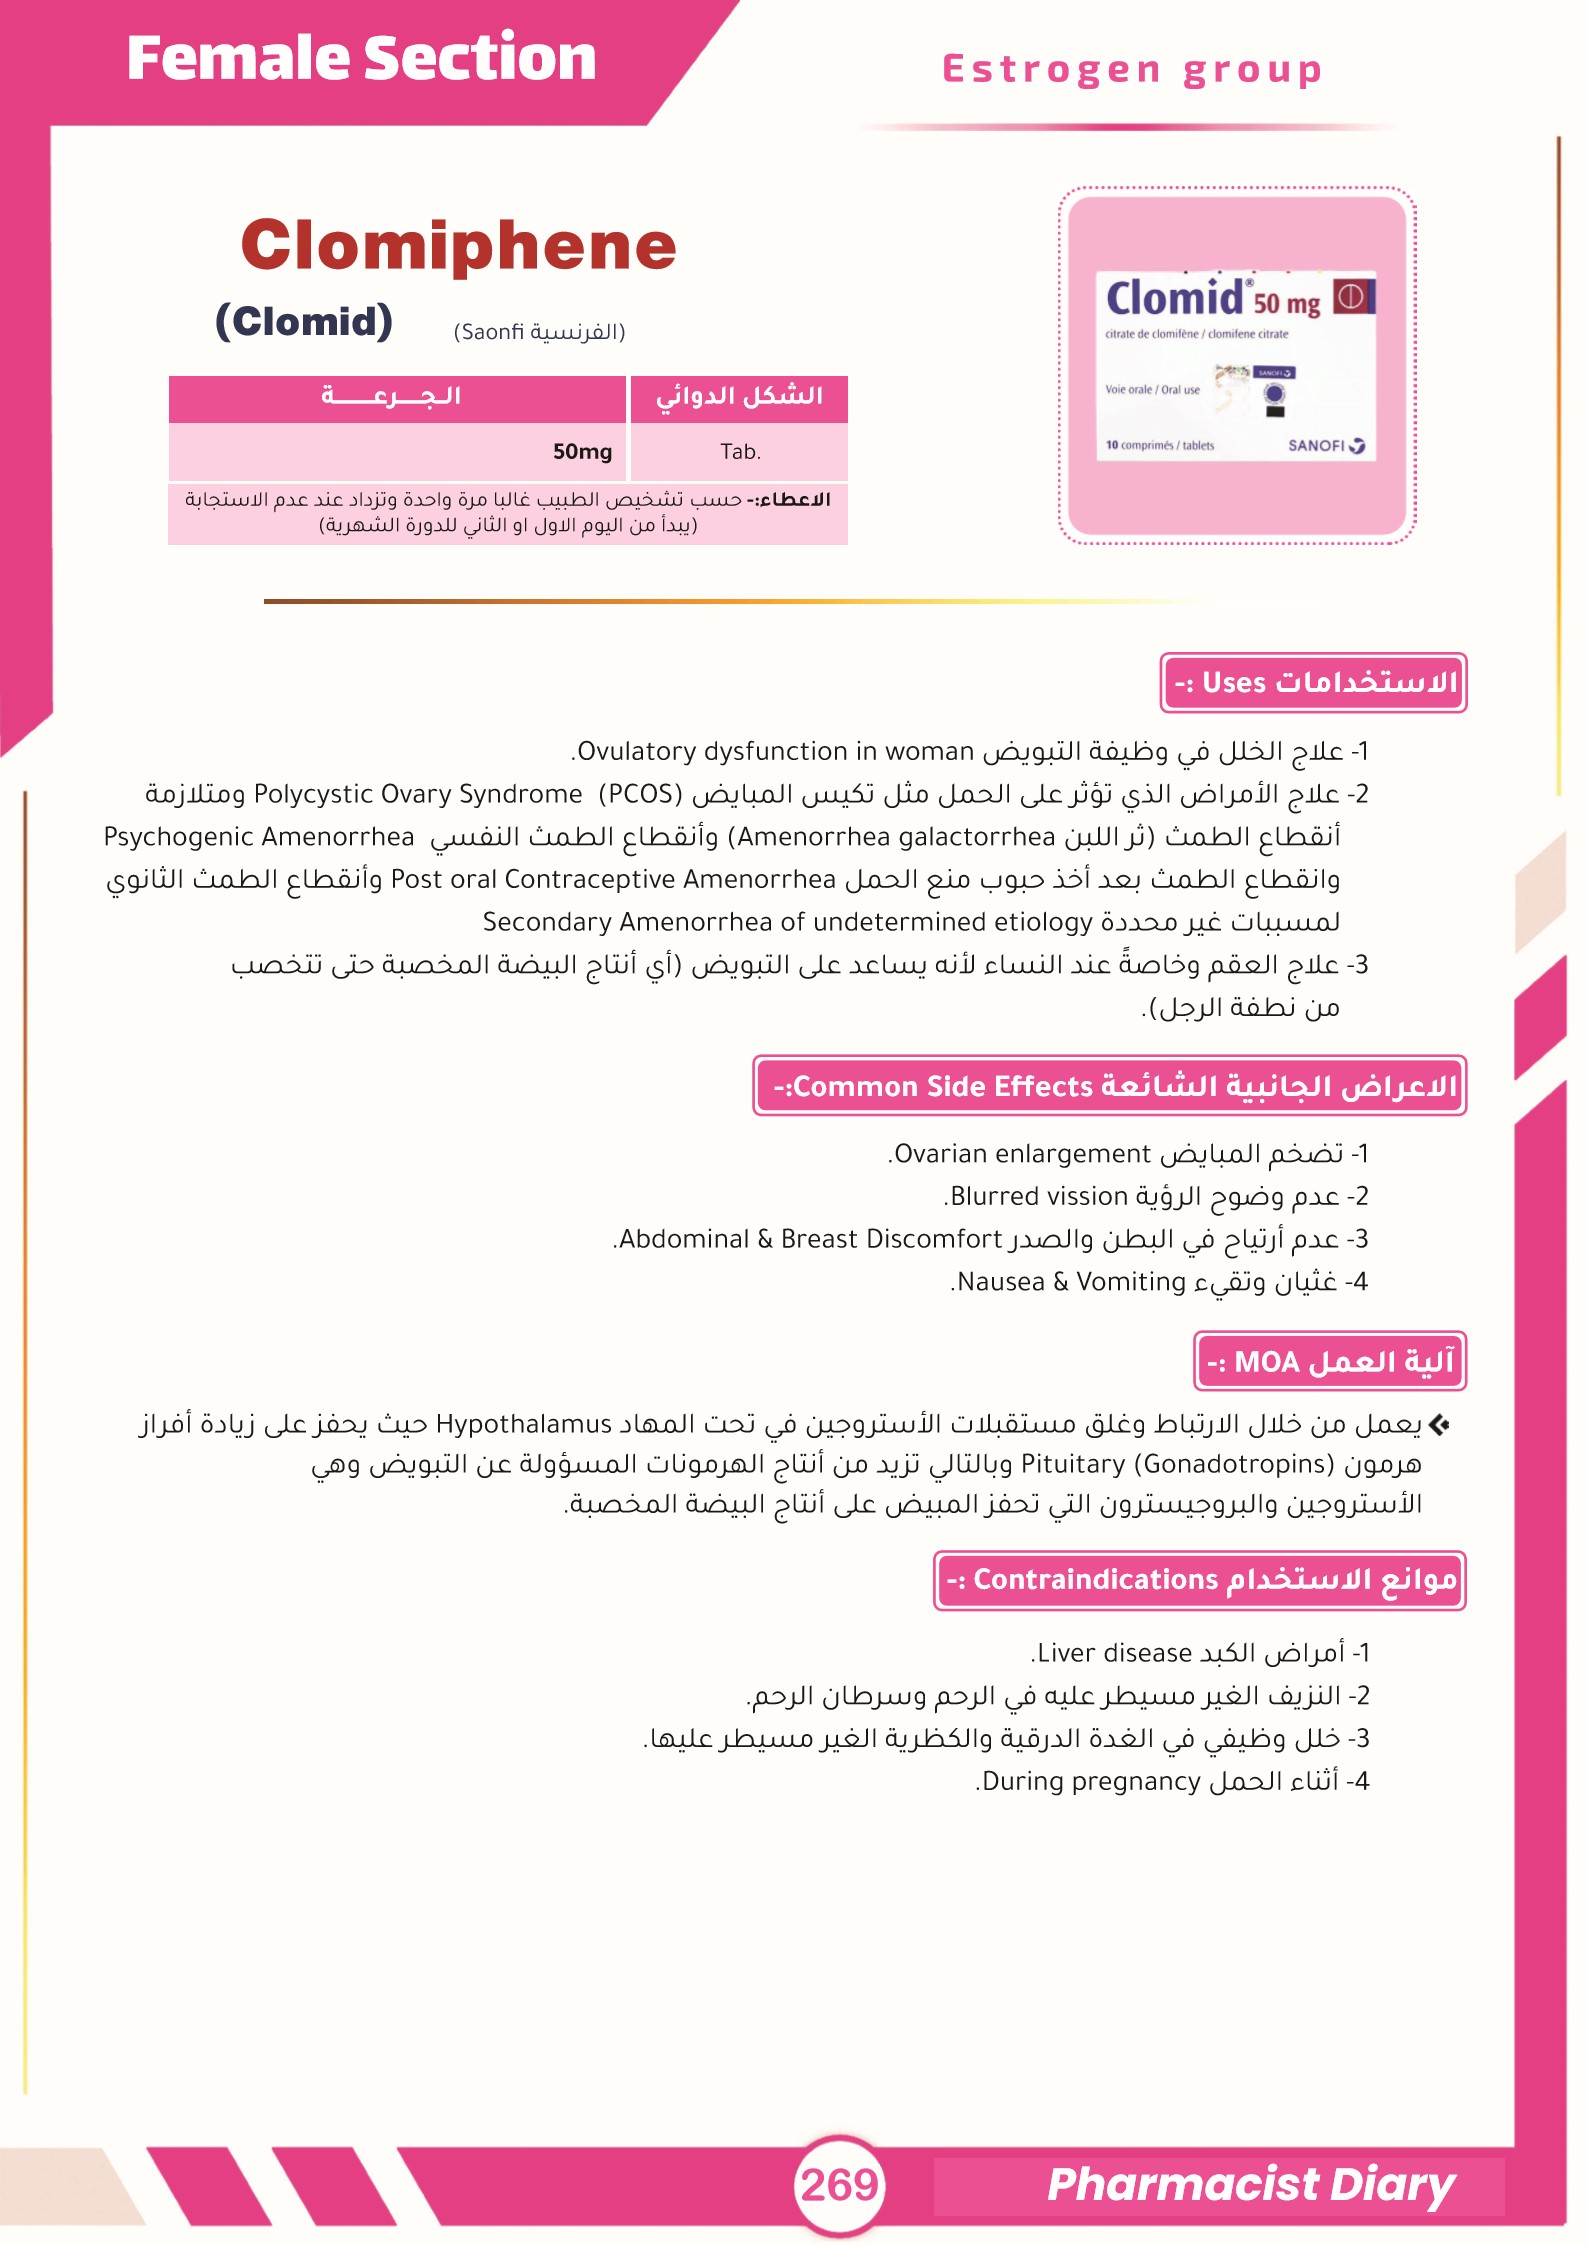 Female Section
Estrogen group
Clomiphene
(Clomid)
(Saonfi الفرنسية)
Clomid® 50 mg
citrate de clomifène / clomifene citrate
SANOFI
Voie orale / Oral use
10 comprimés / tablets
SANOFI
الشكل الدوائي
الـجـــرعـــــــة
Tab.
50mg
الاعطاء:- حسب تشخيص الطبيب غالبا مرة واحدة وتزداد عند عدم الاستجابة
(يبدأ من اليوم الاول او الثاني للدورة الشهرية)
الاستخدامات Uses :-
1- علاج الخلل في وظيفة التبويض Ovulatory dysfunction in woman.
2- علاج الأمراض الذي تؤثر على الحمل مثل تكيس المبايض Polycystic Ovary Syndrome (PCOS) ومتلازمة
أنقطاع الطمث (ثر اللبن Amenorrhea galactorrhea) وأنقطاع الطمث النفسي Psychogenic Amenorrhea
وانقطاع الطمث بعد أخذ حبوب منع الحمل Post oral Contraceptive Amenorrhea وأنقطاع الطمث الثانوي
لمسببات غير محددة Secondary Amenorrhea of undetermined etiology
3- علاج العقم وخاصةً عند النساء لأنه يساعد على التبويض (أي أنتاج البيضة المخصبة حتى تتخصب
من نطفة الرجل).
الاعراض الجانبية الشائعة Common Side Effects:-
1- تضخم المبايض Ovarian enlargement.
2- عدم وضوح الرؤية Blurred vission.
3- عدم أرتياح في البطن والصدر Abdominal & Breast Discomfort.
4- غثيان وتقيء Nausea & Vomiting.
آلية العمل MOA :-
يعمل من خلال الارتباط وغلق مستقبلات الأستروجين في تحت المهاد Hypothalamus حيث يحفز على زيادة أفراز
هرمون Pituitary (Gonadotropins) وبالتالي تزيد من أنتاج الهرمونات المسؤولة عن التبويض وهي
الأستروجين والبروجيسترون التي تحفز المبيض على أنتاج البيضة المخصبة.
موانع الاستخدام Contraindications :-
1- أمراض الكبد Liver disease.
2- النزيف الغير مسيطر عليه في الرحم وسرطان الرحم.
3- خلل وظيفي في الغدة الدرقية والكظرية الغير مسيطر عليها.
4- أثناء الحمل During pregnancy.
269
Pharmacist Diary